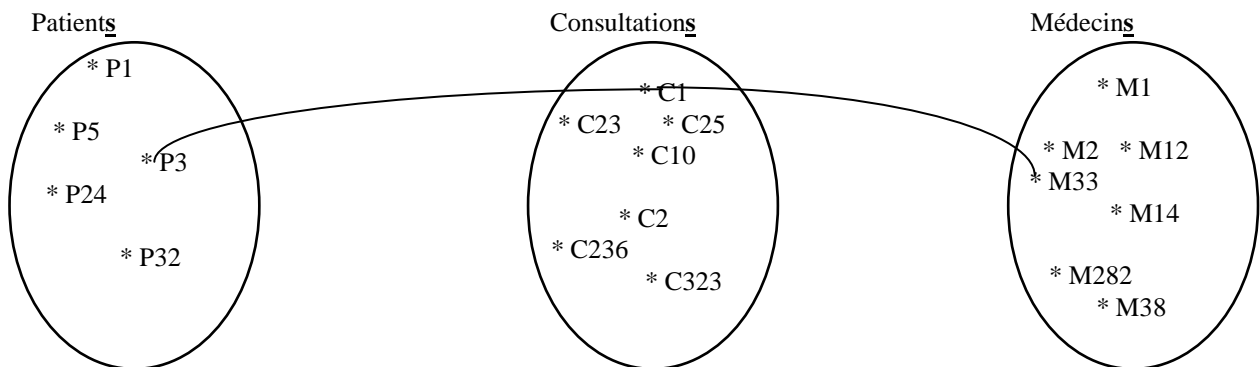 Patients
Consultations
Médecins
* P1
* P5
* P3
* P24
* P32
* C1
* C23
* C25
* C10
* C2
* C236
* C323
* M1
* M2
* M12
* M33
* M14
* M282
* M38